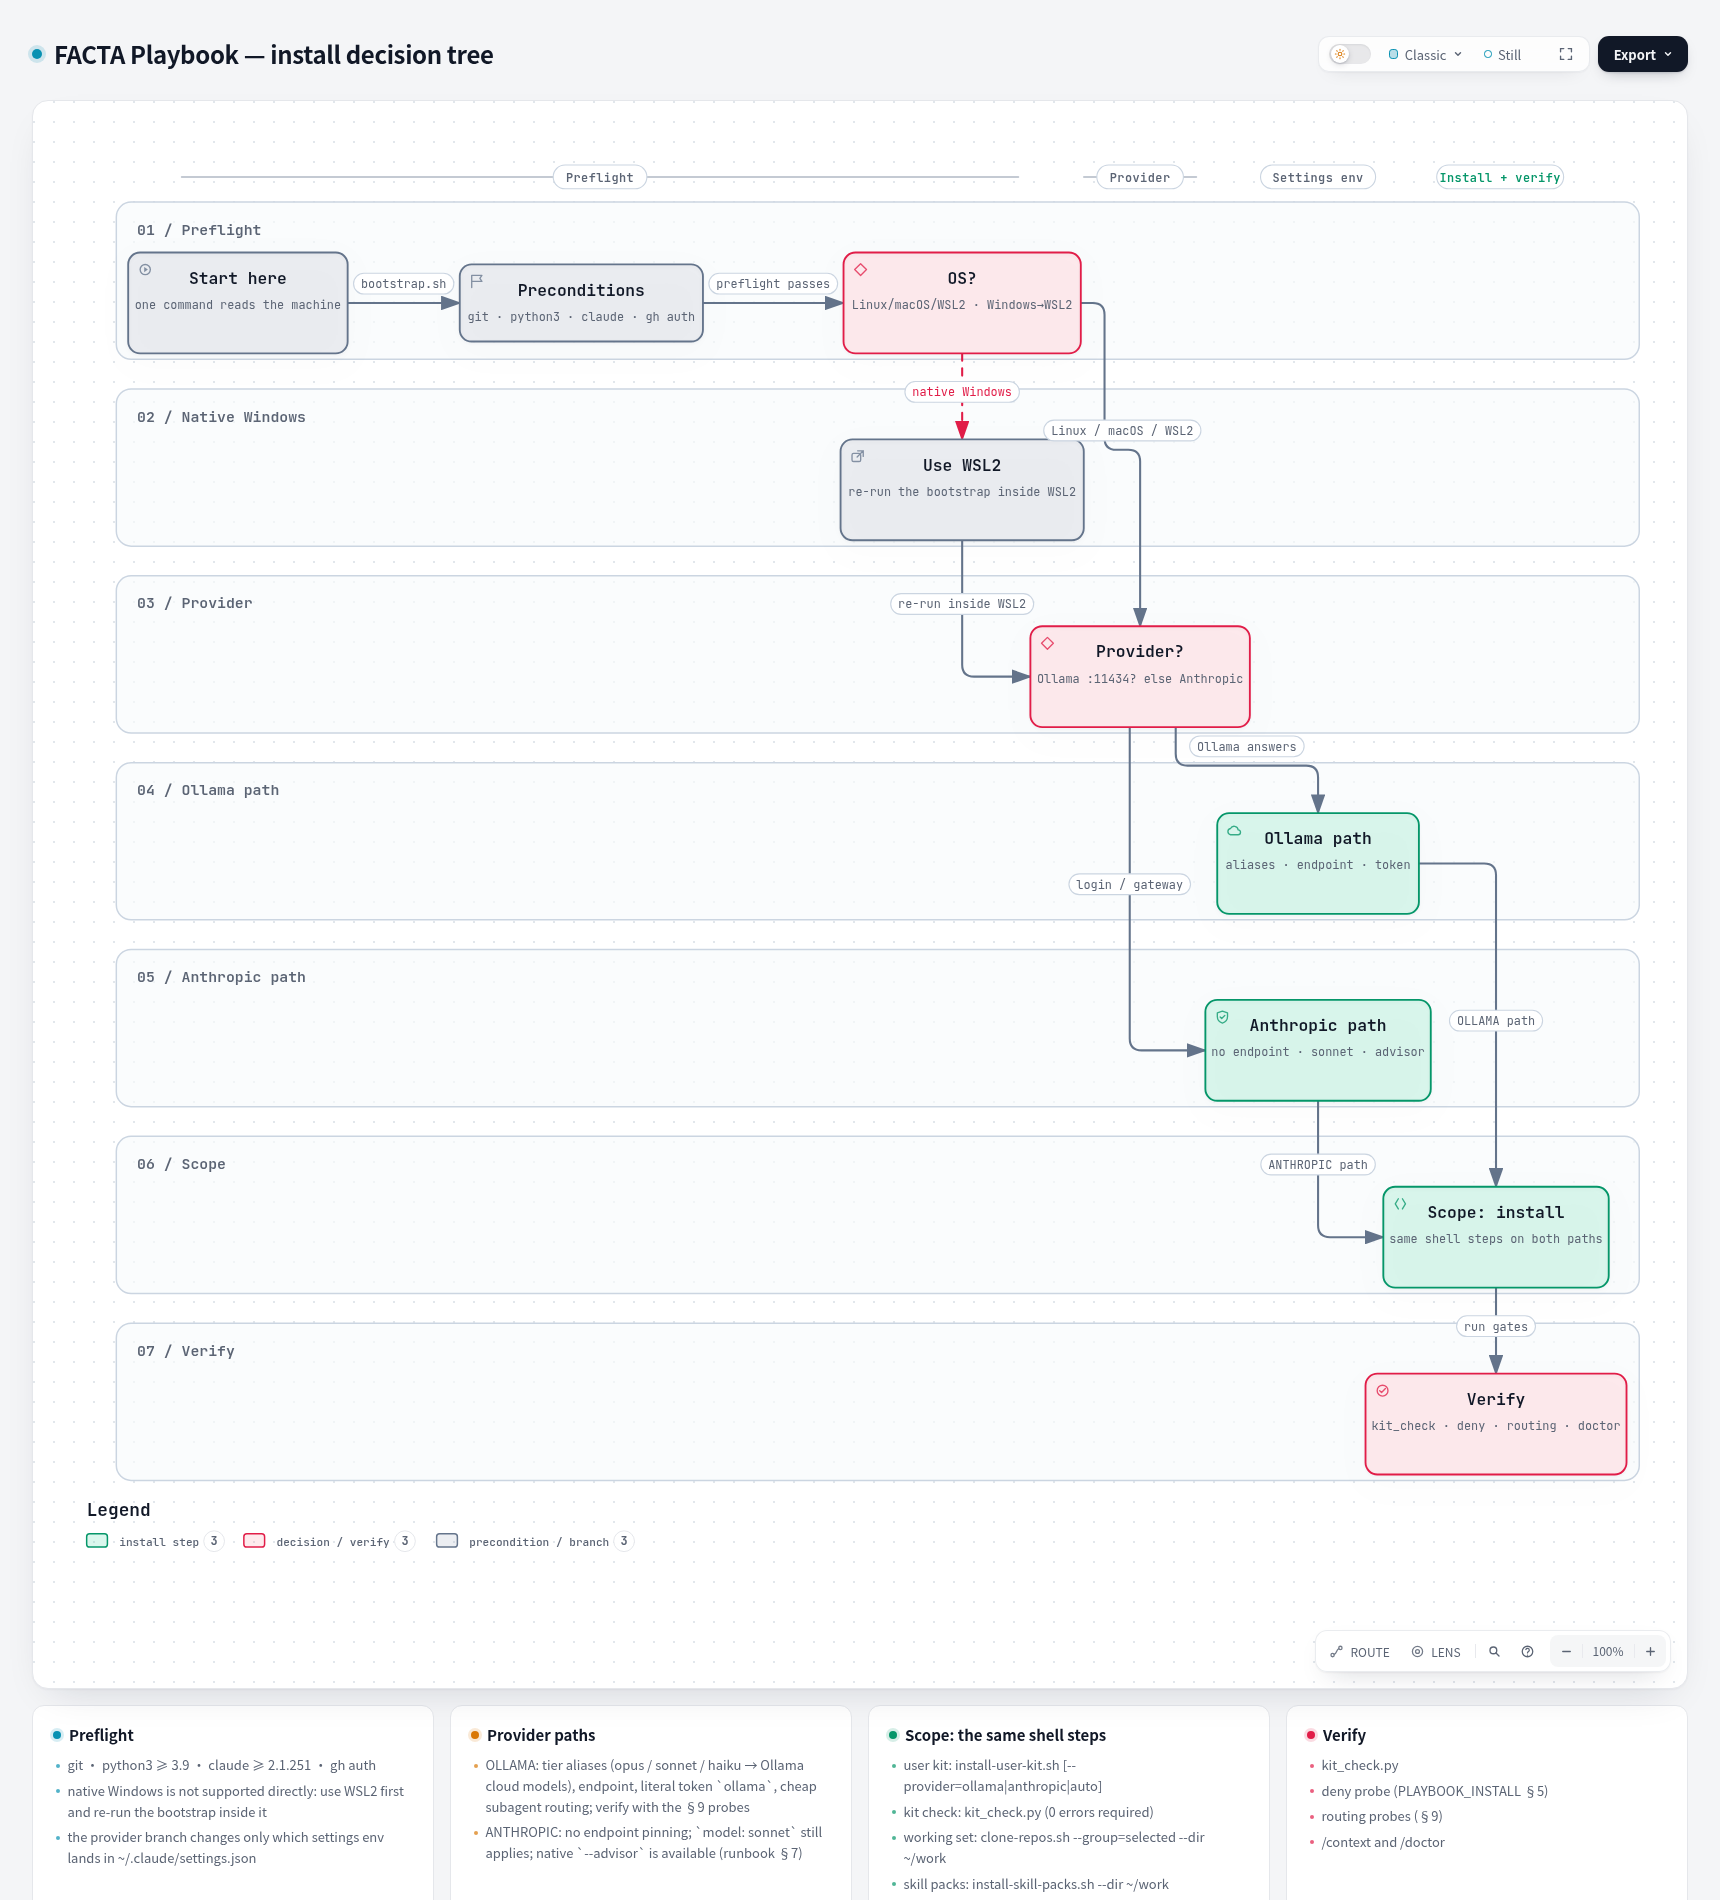 FACTA Playbook — install decision tree
Classic
Still
Export
Preflight
Provider
Settings env
Install + verify
01 / Preflight
Start here
one command reads the machine
bootstrap.sh
Preconditions
git · python3 · claude · gh auth
preflight passes
OS?
Linux/macOS/WSL2 · Windows→WSL2
native Windows
02 / Native Windows
Linux / macOS / WSL2
Use WSL2
re-run the bootstrap inside WSL2
03 / Provider
re-run inside WSL2
Provider?
Ollama :11434? else Anthropic
Ollama answers
04 / Ollama path
Ollama path
aliases · endpoint · token
login / gateway
05 / Anthropic path
Anthropic path
no endpoint · sonnet · advisor
OLLAMA path
06 / Scope
ANTHROPIC path
Scope: install
same shell steps on both paths
run gates
07 / Verify
Verify
kit_check · deny · routing · doctor
Legend
install step 3
decision / verify 3
precondition / branch 3
ROUTE
LENS
100%
Preflight
git · python3 ⩾ 3.9 · claude ⩾ 2.1.251 · gh auth
native Windows is not supported directly: use WSL2 first
and re-run the bootstrap inside it
the provider branch changes only which settings env
lands in ~/.claude/settings.json
Provider paths
OLLAMA: tier aliases (opus / sonnet / haiku → Ollama
cloud models), endpoint, literal token `ollama`, cheap
subagent routing; verify with the §9 probes
ANTHROPIC: no endpoint pinning; `model: sonnet` still
applies; native `--advisor` is available (runbook §7)
Scope: the same shell steps
user kit: install-user-kit.sh [--
provider=ollama|anthropic|auto]
kit check: kit_check.py (0 errors required)
working set: clone-repos.sh --group=selected --dir
~/work
skill packs: install-skill-packs.sh --dir ~/work
Verify
kit_check.py
deny probe (PLAYBOOK_INSTALL §5)
routing probes (§9)
/context and /doctor